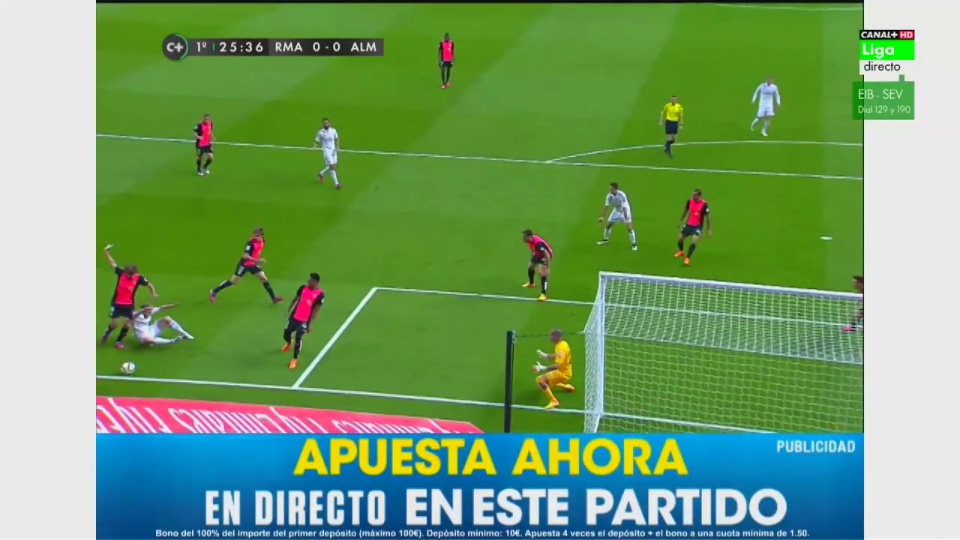 C+ 1º 25:36 RMA 0-0 ALM
CANAL+ HD
Liga
directo
EIB - SEV
Dial 129 y 190
APUESTA AHORA
PUBLICIDAD
EN DIRECTO EN ESTE PARTIDO
Bono del 100% del importe del primer depósito (máximo 100€). Depósito mínimo: 10€. Apuesta 4 veces el depósito + el bono a una cuota mínima de 1.50.